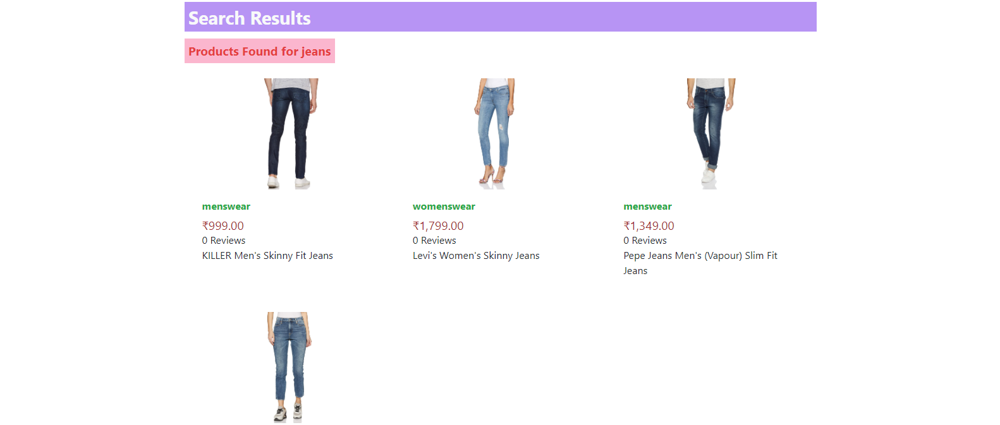 Search Results
Products Found for jeans
menswear
₹999.00
0 Reviews
KILLER Men's Skinny Fit Jeans
womenswear
₹1,799.00
0 Reviews
Levi's Women's Skinny Jeans
menswear
₹1,349.00
0 Reviews
Pepe Jeans Men's (Vapour) Slim Fit
Jeans